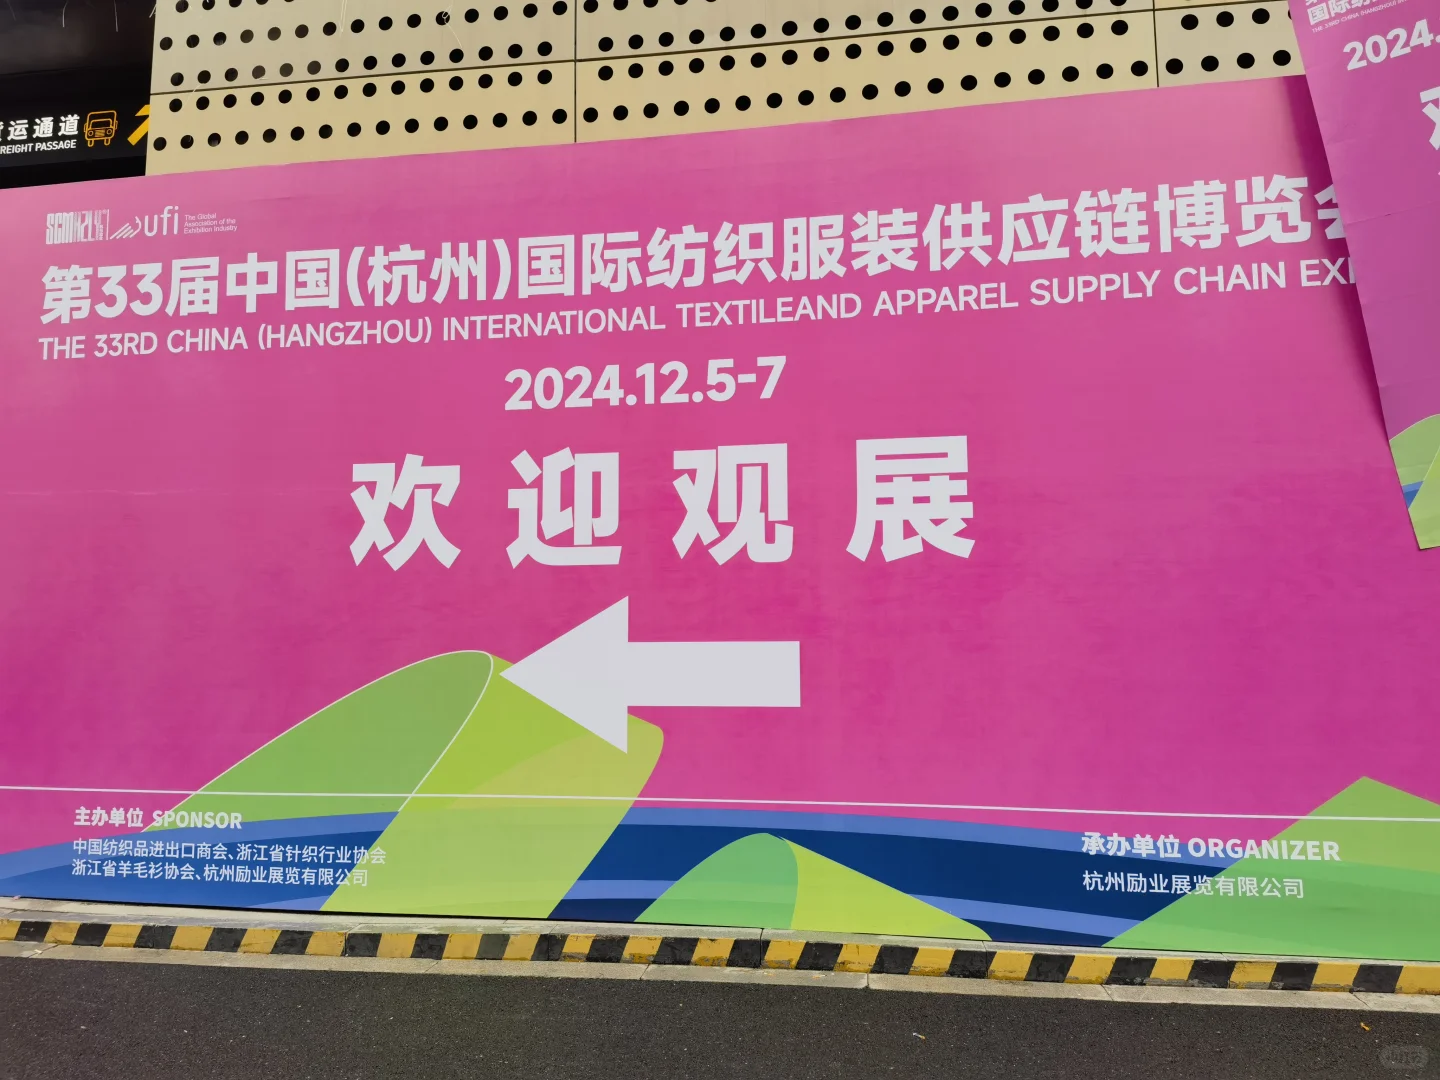 运通道
REIGHT PASSAGE
国际纺
2024.
ufi
The Global
Association of the
Exhibition Industry
第33届中国(杭州)国际纺织服装供应链博览会
THE 33RD CHINA (HANGZHOU) INTERNATIONAL TEXTILEAND APPAREL SUPPLY CHAIN EX
2024.12.5-7
欢迎观展
主办单位 SPONSOR
中国纺织品进出口商会、浙江省针织行业协会
浙江省羊毛衫协会、杭州励业展览有限公司
承办单位 ORGANIZER
杭州励业展览有限公司